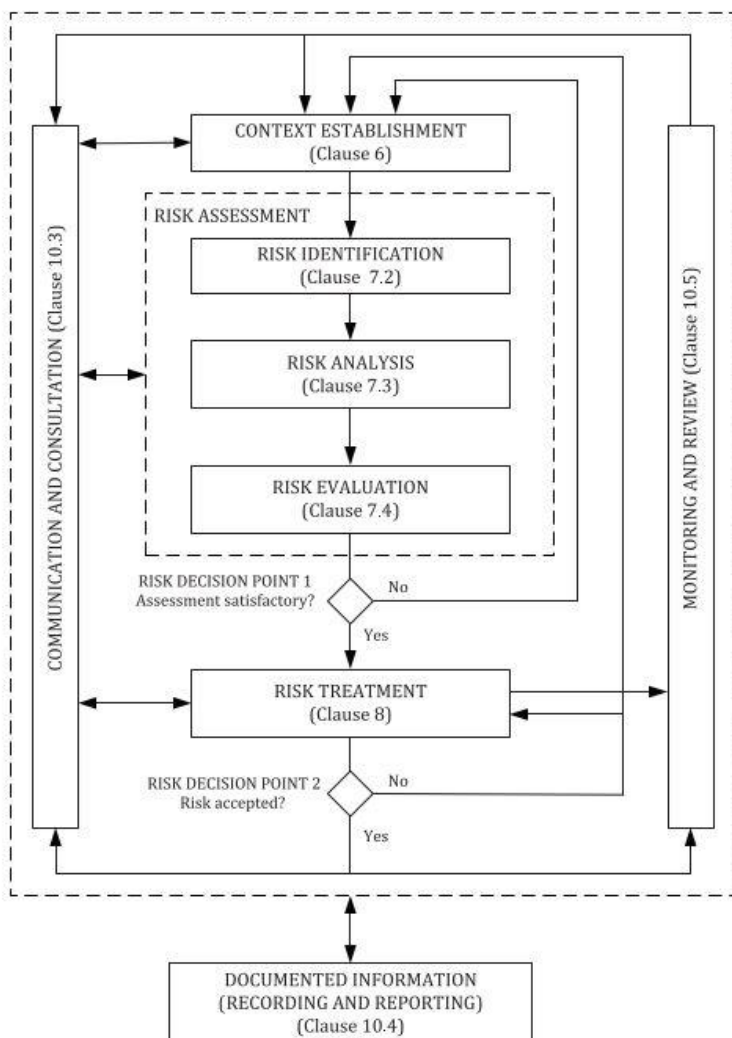 CONTEXT ESTABLISHMENT
(Clause 6)
RISK ASSESSMENT
RISK IDENTIFICATION
(Clause 7.2)
RISK ANALYSIS
(Clause 7.3)
RISK EVALUATION
(Clause 7.4)
RISK DECISION POINT 1
Assessment satisfactory?
No
Yes
RISK TREATMENT
(Clause 8)
RISK DECISION POINT 2
Risk accepted?
No
Yes
COMMUNICATION AND CONSULTATION (Clause 10.3)
MONITORING AND REVIEW (Clause 10.5)
DOCUMENTED INFORMATION
(RECORDING AND REPORTING)
(Clause 10.4)